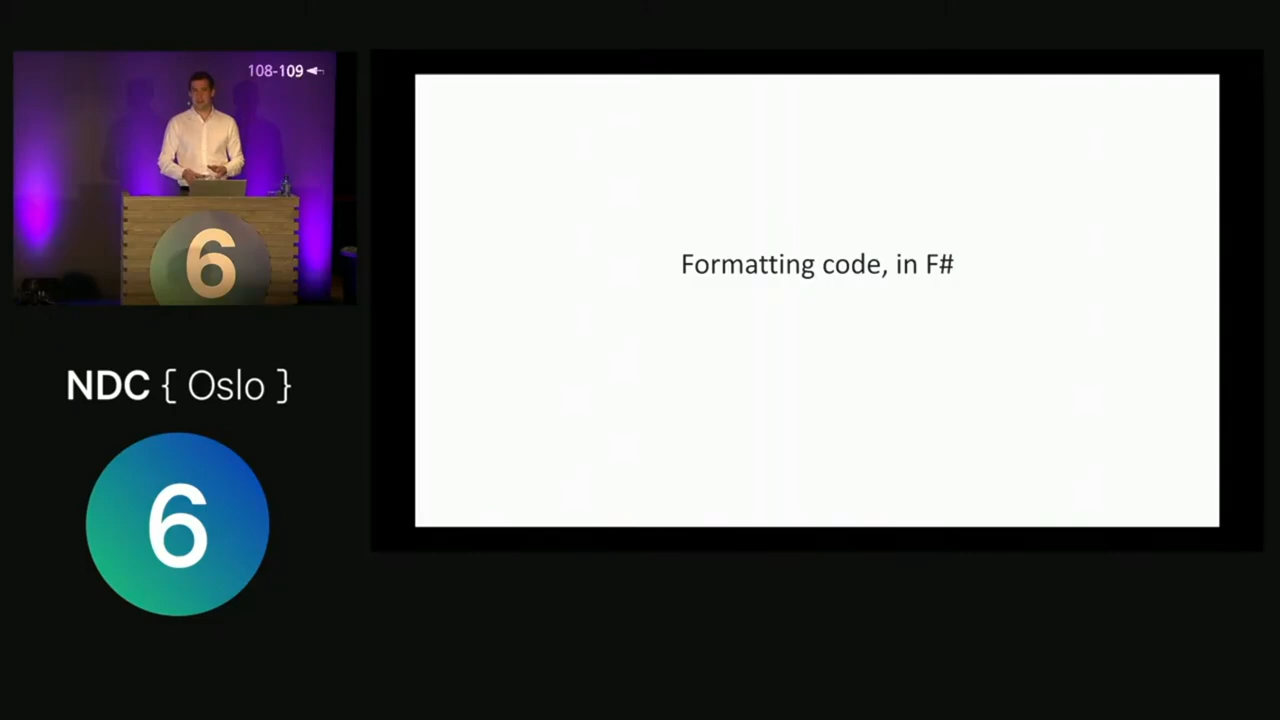 108-109
6
NDC { Oslo }
6
Formatting code, in F#